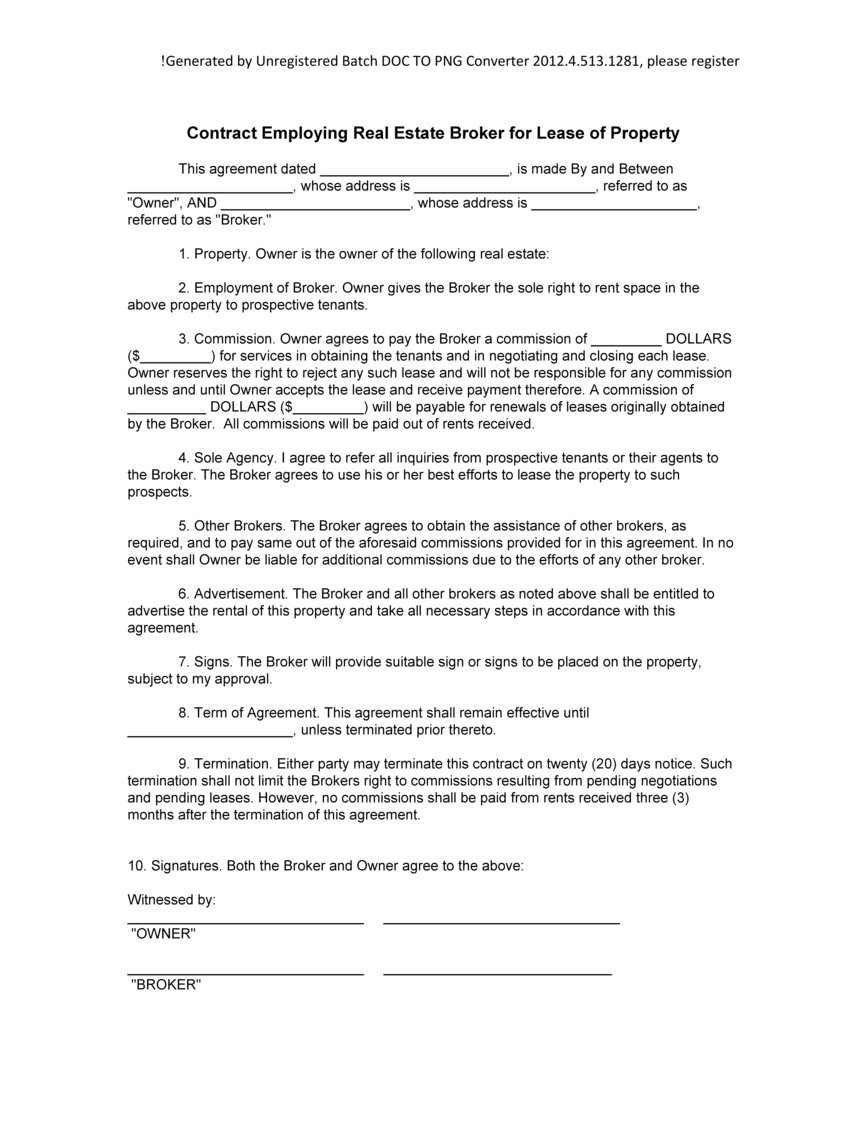 !Generated by Unregistered Batch DOC TO PNG Converter 2012.4.513.1281, please register
Contract Employing Real Estate Broker for Lease of Property
This agreement dated ________________________, is made By and Between
_____________________, whose address is _______________________, referred to as
"Owner", AND ________________________, whose address is _____________________,
referred to as "Broker."
1. Property. Owner is the owner of the following real estate:
2. Employment of Broker. Owner gives the Broker the sole right to rent space in the
above property to prospective tenants.
3. Commission. Owner agrees to pay the Broker a commission of _________ DOLLARS
($_________) for services in obtaining the tenants and in negotiating and closing each lease.
Owner reserves the right to reject any such lease and will not be responsible for any commission
unless and until Owner accepts the lease and receive payment therefore. A commission of
__________ DOLLARS ($_________) will be payable for renewals of leases originally obtained
by the Broker.  All commissions will be paid out of rents received.
4. Sole Agency. I agree to refer all inquiries from prospective tenants or their agents to
the Broker. The Broker agrees to use his or her best efforts to lease the property to such
prospects.
5. Other Brokers. The Broker agrees to obtain the assistance of other brokers, as
required, and to pay same out of the aforesaid commissions provided for in this agreement. In no
event shall Owner be liable for additional commissions due to the efforts of any other broker.
6. Advertisement. The Broker and all other brokers as noted above shall be entitled to
advertise the rental of this property and take all necessary steps in accordance with this
agreement.
7. Signs. The Broker will provide suitable sign or signs to be placed on the property,
subject to my approval.
8. Term of Agreement. This agreement shall remain effective until
_____________________, unless terminated prior thereto.
9. Termination. Either party may terminate this contract on twenty (20) days notice. Such
termination shall not limit the Brokers right to commissions resulting from pending negotiations
and pending leases. However, no commissions shall be paid from rents received three (3)
months after the termination of this agreement.
10. Signatures. Both the Broker and Owner agree to the above:
Witnessed by:
______________________________ ______________________________
"OWNER"
______________________________ _____________________________
"BROKER"